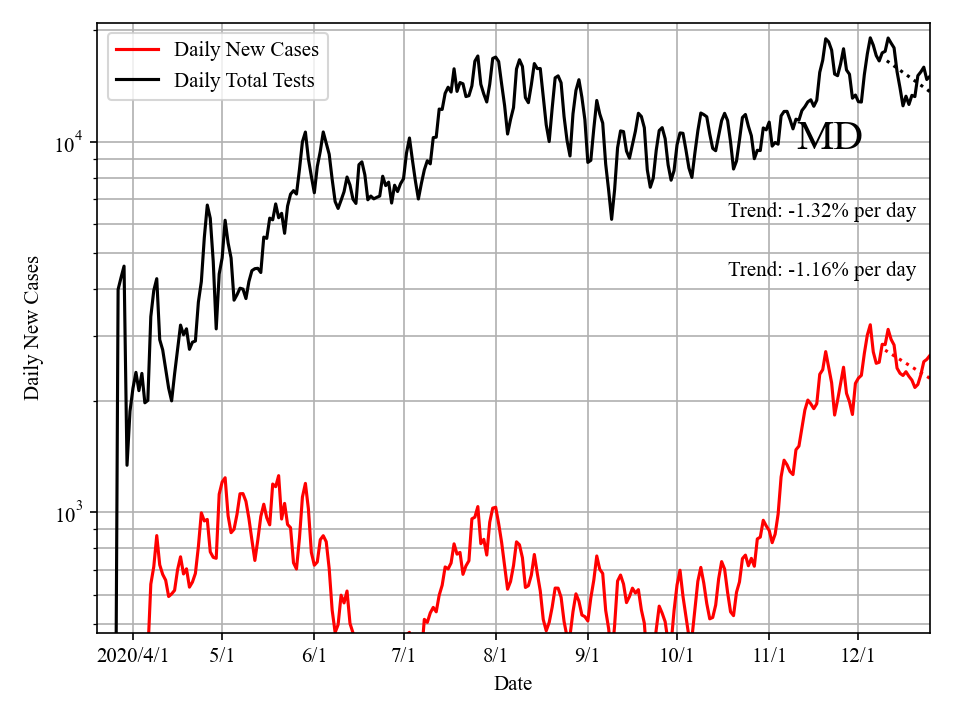 Daily New Cases
Daily Total Tests
10^4
MD
Trend: -1.32% per day
Trend: -1.16% per day
Daily New Cases
10^3
2020/4/1 5/1 6/1 7/1 8/1 9/1 10/1 11/1 12/1
Date